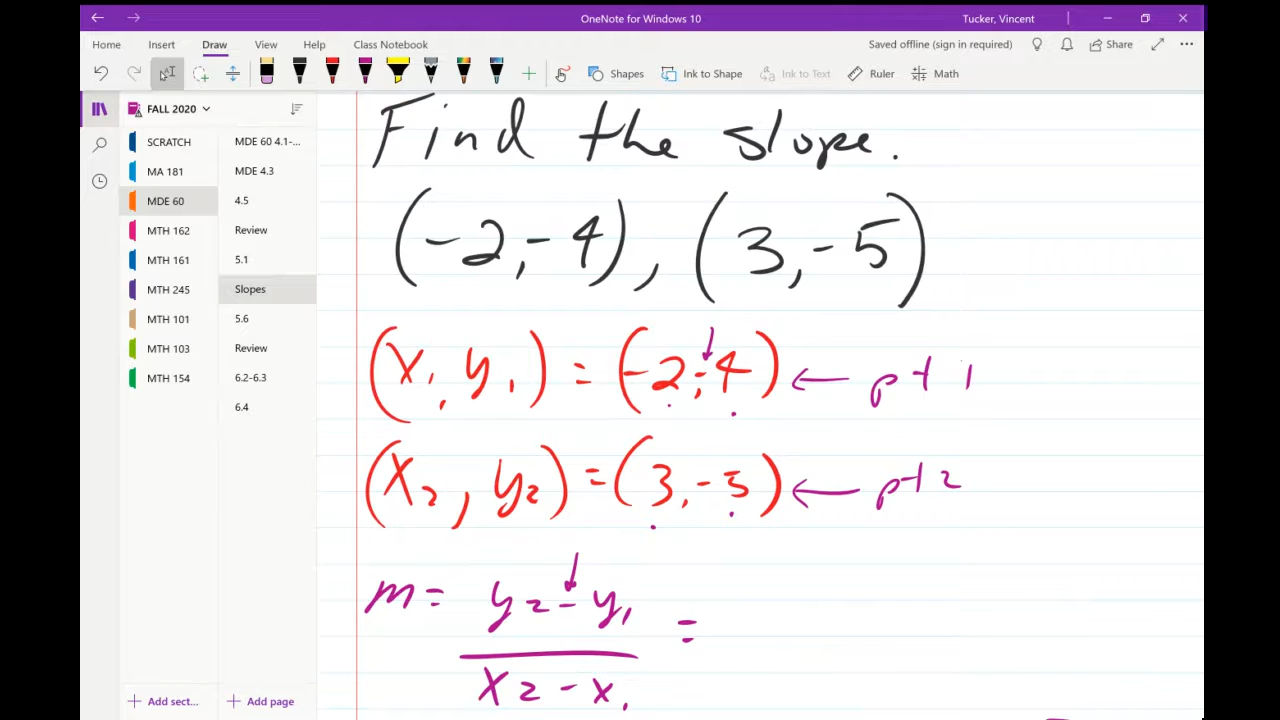 OneNote for Windows 10
Tucker, Vincent
Home Insert Draw View Help Class Notebook
Saved offline (sign in required)
Share
Shapes
Ink to Shape
Ink to Text
Ruler
Math
FALL 2020
SCRATCH
MA 181
MDE 60
MTH 162
MTH 161
MTH 245
MTH 101
MTH 103
MTH 154
Add sect...
MDE 60 4.1-...
MDE 4.3
4.5
Review
5.1
Slopes
5.6
Review
6.2-6.3
6.4
Add page
Find the slope.
(-2,-4), (3,-5)
(x₁ y₁) = (-2,-4) ← pt 1
(x₂, y₂) = (3,-5) ← pt 2
m = y₂ - y₁ =
x₂ - x₁